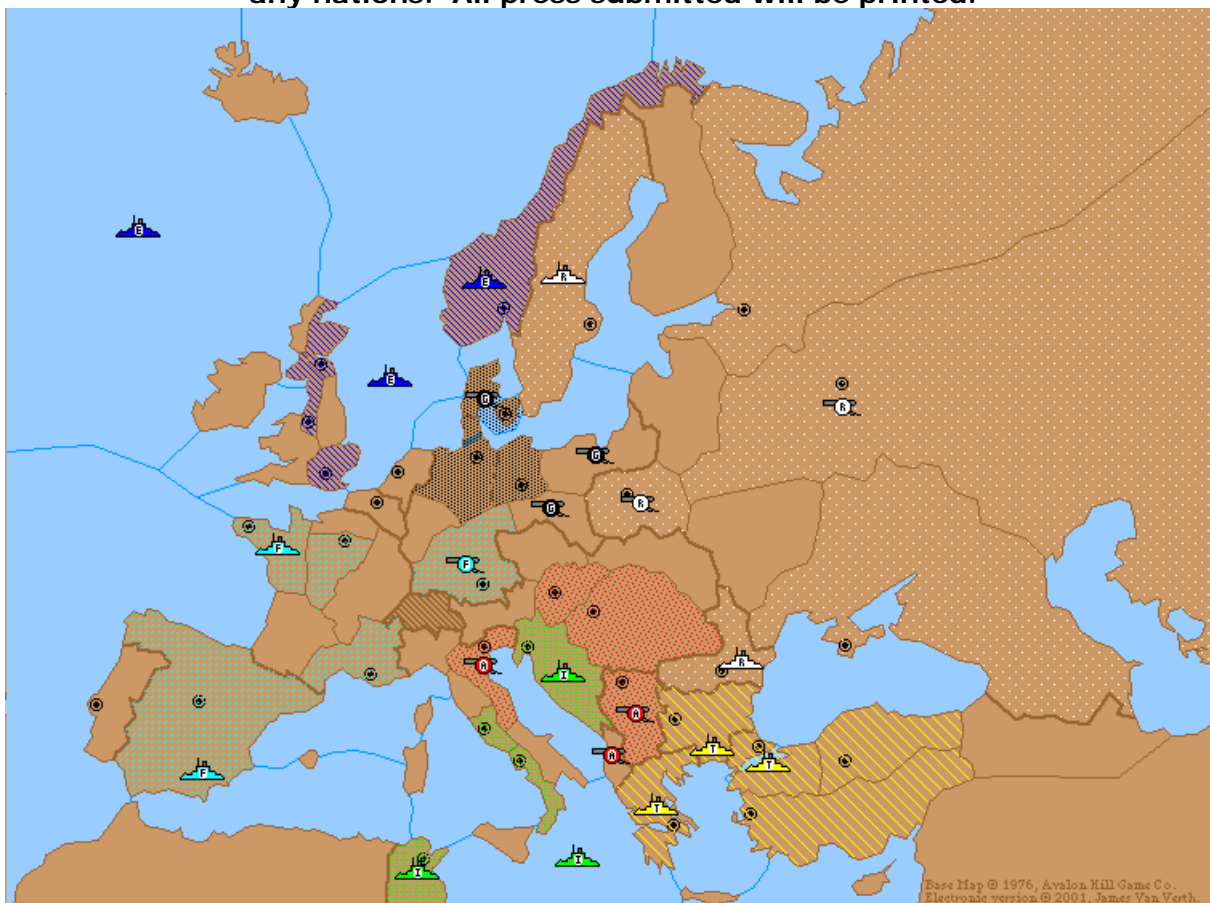 any nations. All press submitted will be printed.
E
E
R
E
G
R
G
G
R
F
F
A
R
I
A
A
T
T
F
T
I
I
Base Map © 1976, Avalon Hill Game Co.
Electronic version © 2001, James Van Verth.